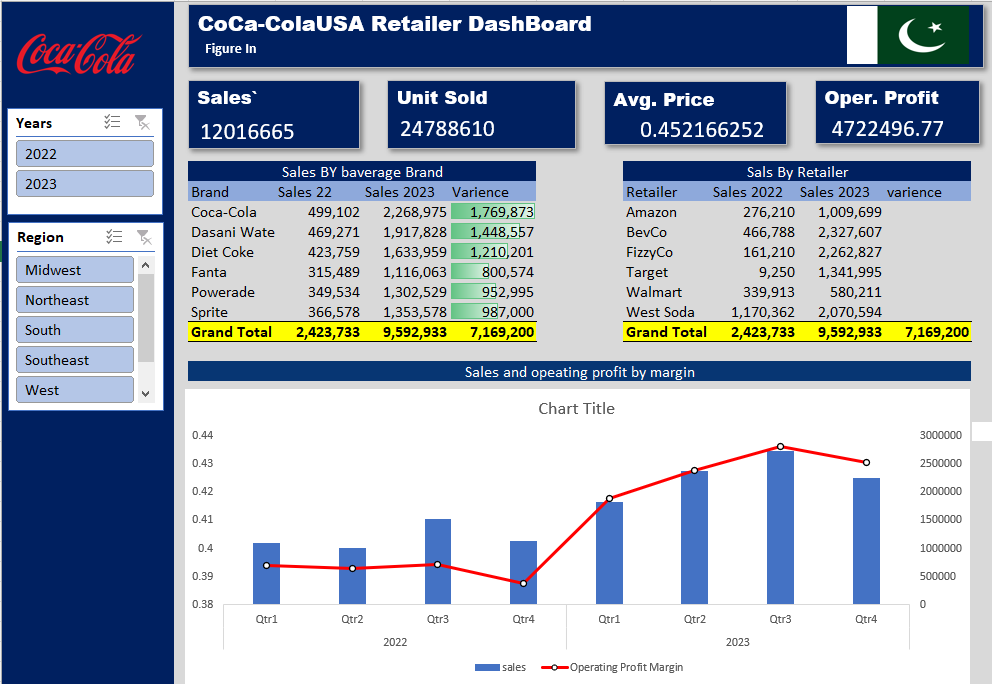 Coca-Cola
CoCa-ColaUSA Retailer DashBoard
Figure In
Years
2022
2023
Region
Midwest
Northeast
South
Southeast
West
Sales`
12016665
Unit Sold
24788610
Avg. Price
0.452166252
Oper. Profit
4722496.77
Sales BY baverage Brand
Brand Sales 22 Sales 2023 Varience
Coca-Cola 499,102 2,268,975 1,769,873
Dasani Wate 469,271 1,917,828 1,448,557
Diet Coke 423,759 1,633,959 1,210,201
Fanta 315,489 1,116,063 800,574
Powerade 349,534 1,302,529 952,995
Sprite 366,578 1,353,578 987,000
Grand Total 2,423,733 9,592,933 7,169,200
Sals By Retailer
Retailer Sales 2022 Sales 2023 varience
Amazon 276,210 1,009,699
BevCo 466,788 2,327,607
FizzyCo 161,210 2,262,827
Target 9,250 1,341,995
Walmart 339,913 580,211
West Soda 1,170,362 2,070,594
Grand Total 2,423,733 9,592,933 7,169,200
Sales and operating profit by margin
Chart Title
0.44 3000000
0.43 2500000
0.42 2000000
0.41 1500000
0.4 1000000
0.39 500000
0.38 0
Qtr1 Qtr2 Qtr3 Qtr4 Qtr1 Qtr2 Qtr3 Qtr4
2022 2023
sales Operating Profit Margin